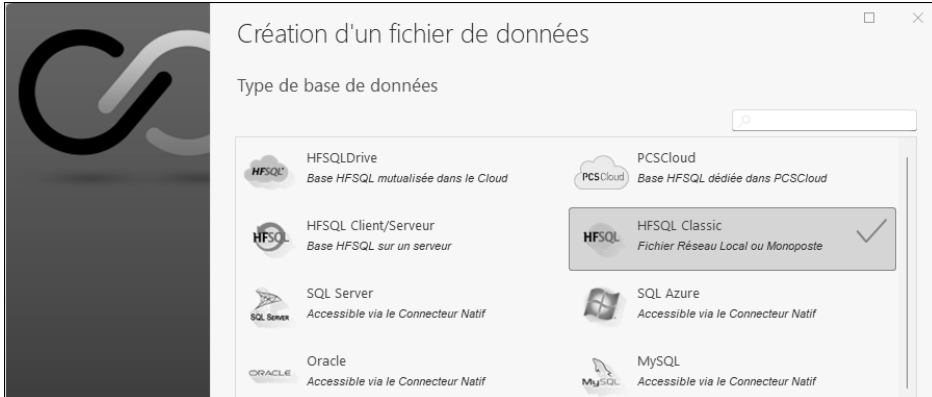 Création d'un fichier de données
Type de base de données
HFSQL
HFSQLDrive
Base HFSQL mutualisée dans le Cloud
PCSCloud
PCSCloud
Base HFSQL dédiée dans PCSCloud
HFSQL
HFSQL Client/Serveur
Base HFSQL sur un serveur
HFSQL
HFSQL Classic
Fichier Réseau Local ou Monoposte
SQL SERVER
SQL Server
Accessible via le Connecteur Natif
SQL Azure
Accessible via le Connecteur Natif
ORACLE
Oracle
Accessible via le Connecteur Natif
MySQL
MySQL
Accessible via le Connecteur Natif